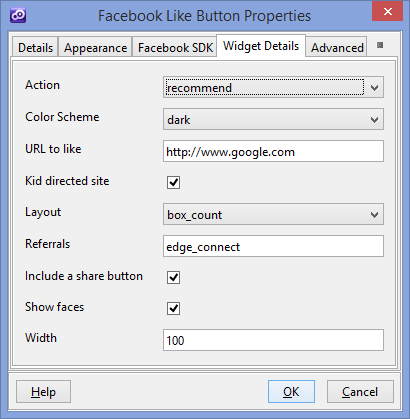 Facebook Like Button Properties
Details Appearance Facebook SDK Widget Details Advanced
Action recommend
Color Scheme dark
URL to like http://www.google.com
Kid directed site
Layout box_count
Referrals edge_connect
Include a share button
Show faces
Width 100
Help OK Cancel